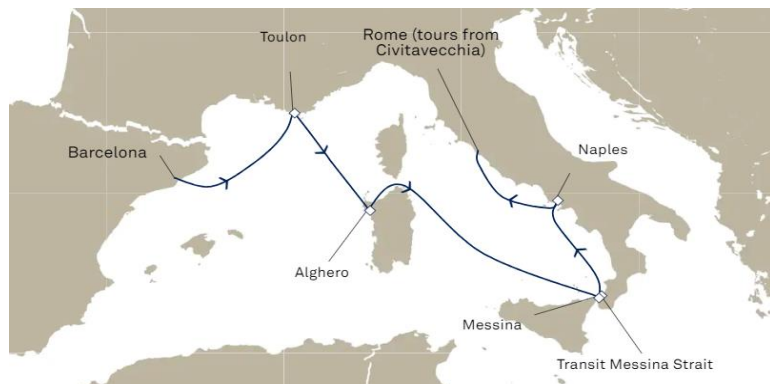 Toulon
Rome (tours from
Civitavecchia)
Barcelona
Naples
Alghero
Messina
Transit Messina Strait